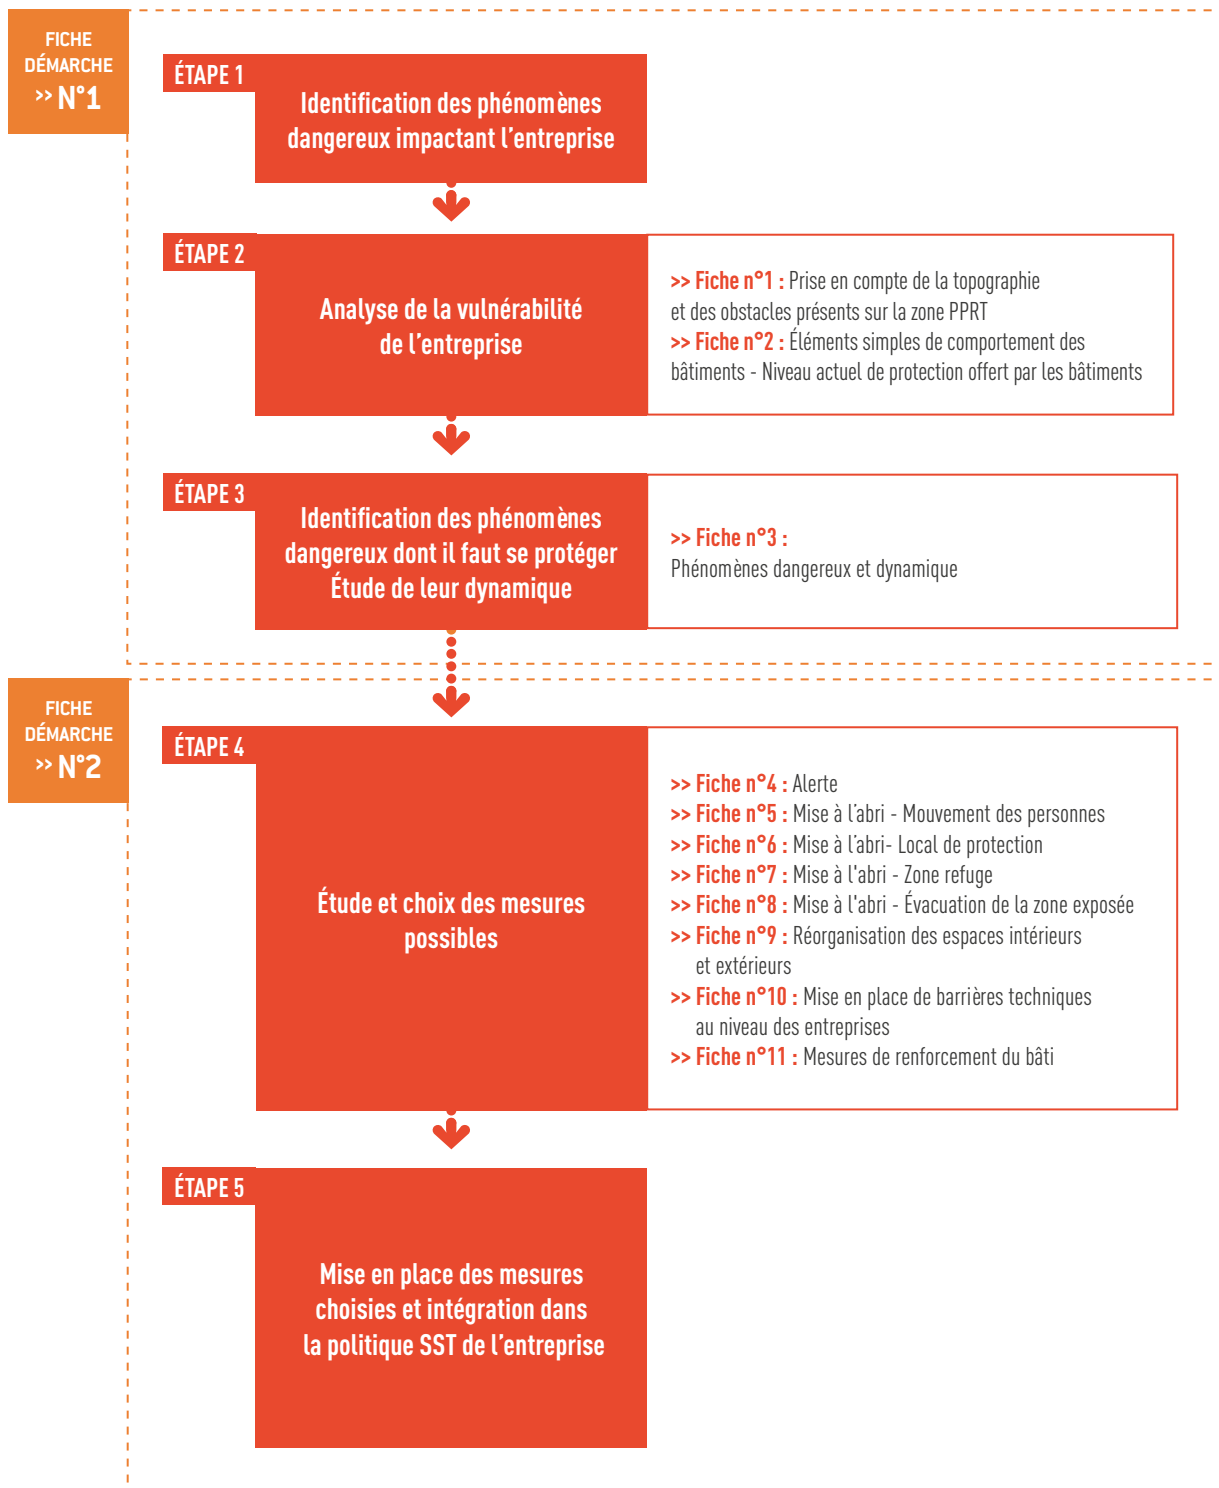 FICHE
DÉMARCHE
>> N°1
ÉTAPE 1
Identification des phénomènes
dangereux impactant l'entreprise
ÉTAPE 2
Analyse de la vulnérabilité
de l'entreprise
>> Fiche n°1 : Prise en compte de la topographie
et des obstacles présents sur la zone PPRT
>> Fiche n°2 : Éléments simples de comportement des
bâtiments - Niveau actuel de protection offert par les bâtiments
ÉTAPE 3
Identification des phénomènes
dangereux dont il faut se protéger
Étude de leur dynamique
>> Fiche n°3 :
Phénomènes dangereux et dynamique
FICHE
DÉMARCHE
>> N°2
ÉTAPE 4
Étude et choix des mesures
possibles
>> Fiche n°4 : Alerte
>> Fiche n°5 : Mise à l'abri - Mouvement des personnes
>> Fiche n°6 : Mise à l'abri- Local de protection
>> Fiche n°7 : Mise à l'abri - Zone refuge
>> Fiche n°8 : Mise à l'abri - Évacuation de la zone exposée
>> Fiche n°9 : Réorganisation des espaces intérieurs
et extérieurs
>> Fiche n°10 : Mise en place de barrières techniques
au niveau des entreprises
>> Fiche n°11 : Mesures de renforcement du bâti
ÉTAPE 5
Mise en place des mesures
choisies et intégration dans
la politique SST de l'entreprise